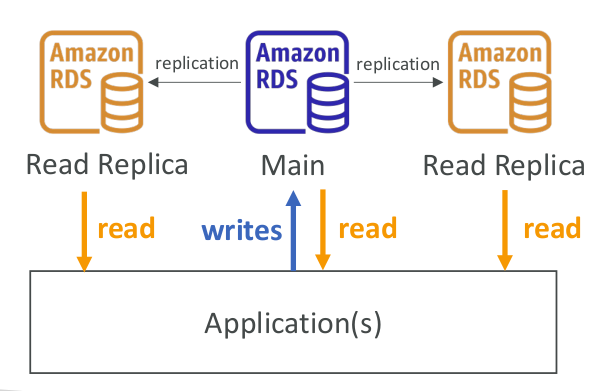 Amazon
RDS
replication
Amazon
RDS
replication
Amazon
RDS
Read Replica
Main
Read Replica
read
writes
read
read
Application(s)